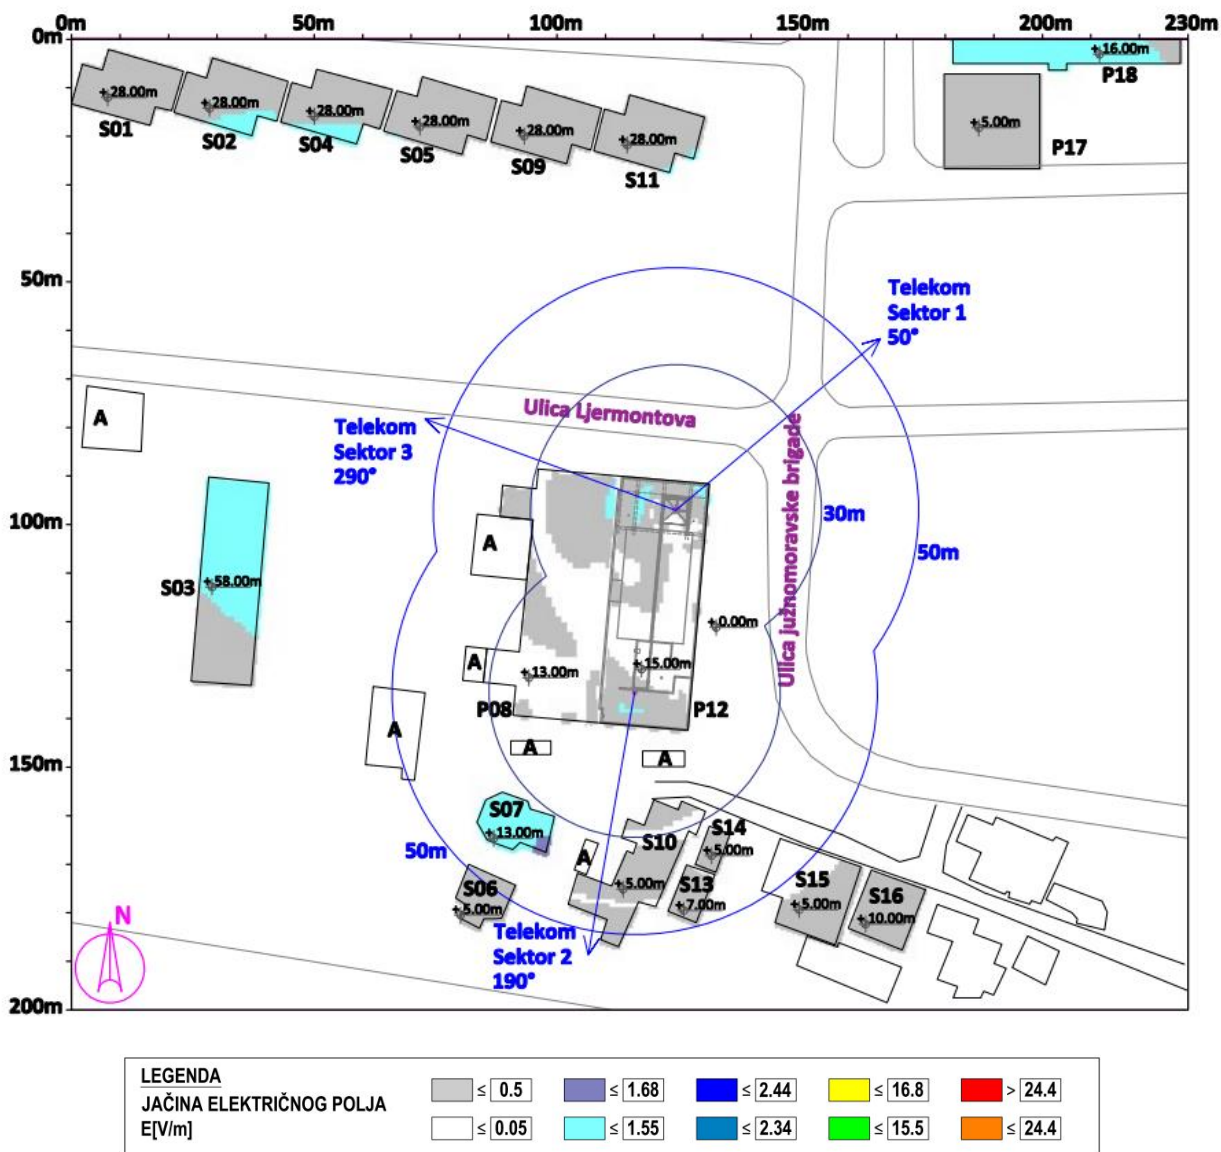 0m 50m 100m 150m 200m 230m
0m
50m
100m
150m
200m
+28.00m
S01
+28.00m
S02
+28.00m
S04
+28.00m
S05
+28.00m
S09
+28.00m
S11
+16.00m
P18
+5.00m
P17
Telekom
Sektor 1
50°
Ulica Ljermontova
Telekom
Sektor 3
290°
Ulica južnomoravske brigade
A
30m
50m
A
S03
+58.00m
+0.00m
A
+13.00m
+15.00m
P08
P12
A
A
A
S07
+13.00m
50m
A
S10
+5.00m
S14
+5.00m
S13
+7.00m
S15
+5.00m
S16
+10.00m
S06
+5.00m
Telekom
Sektor 2
190°
N
LEGENDA
JAČINA ELEKTRIČNOG POLJA
E[V/m]
≤ 0.5 ≤ 1.68 ≤ 2.44 ≤ 16.8 > 24.4
≤ 0.05 ≤ 1.55 ≤ 2.34 ≤ 15.5 ≤ 24.4